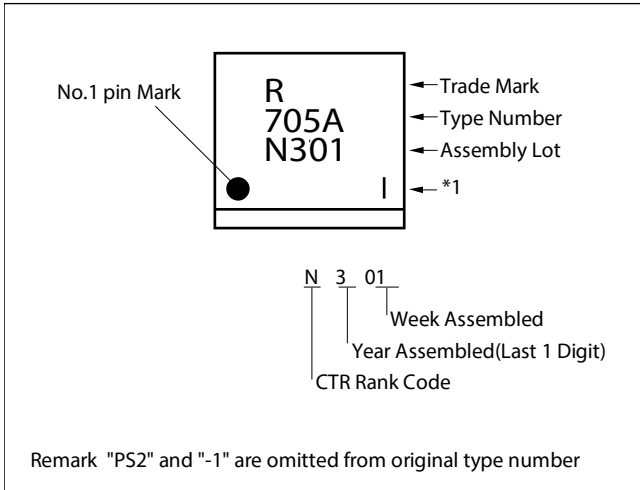 No.1 pin Mark
R
705A
N301
I
Trade Mark
Type Number
Assembly Lot
*1
N 3 01
Week Assembled
Year Assembled(Last 1 Digit)
CTR Rank Code
Remark "PS2" and "-1" are omitted from original type number